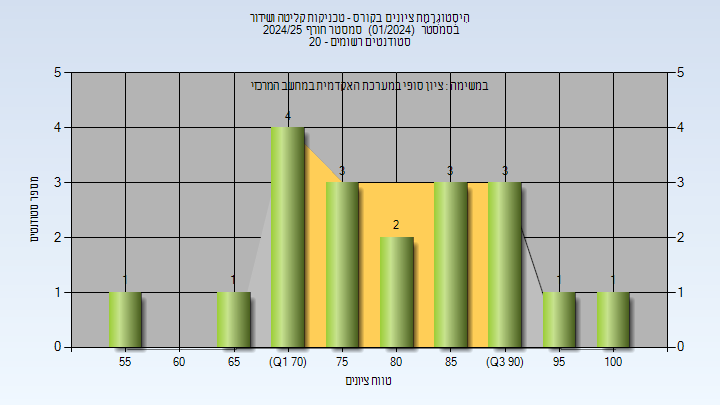 היסטוגרמת ציונים בקורס - טכניקות קליטה ושידור
בסמסטר (01/2024) סמסטר חורף 2024/25
סטודנטים רשומים - 20
במשימה : ציון סופי במערכת האקדמית במחשב המרכזי
5 5
4 4
3 3
2 2
1 1
0 0
מספר סטודנטים
1 1 4 3 2 3 3 1 1
55 60 65 (Q1 70) 75 80 85 (Q3 90) 95 100
טווח ציונים